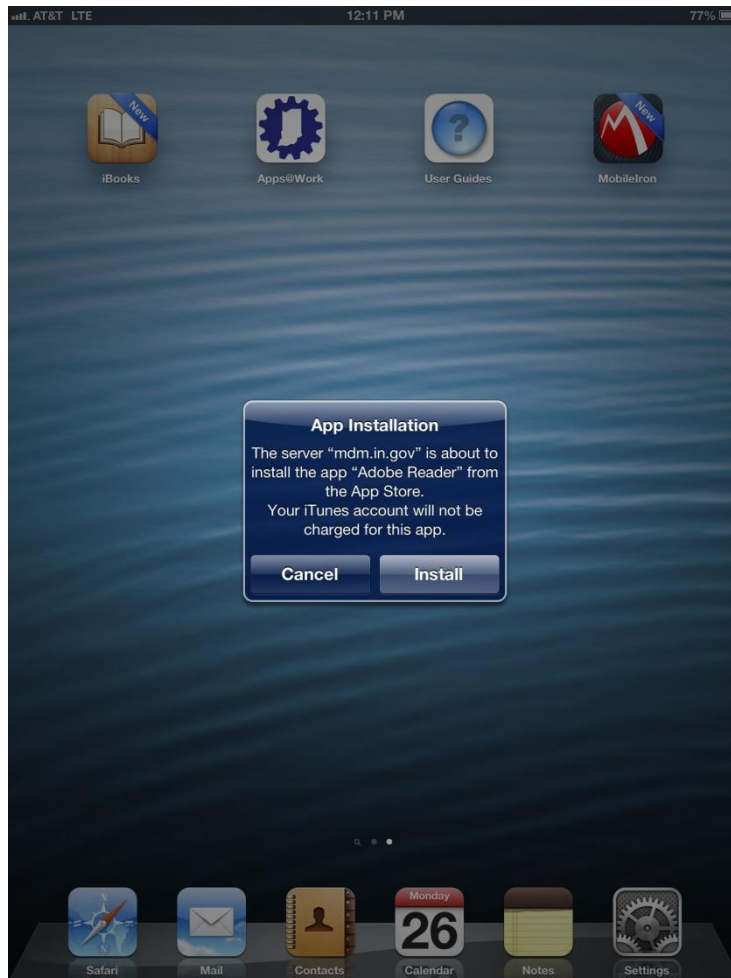 AT&T LTE
12:11 PM
77%
New
New
iBooks
Apps@Work
User Guides
MobileIron
?
App Installation
The server “mdm.in.gov” is about to
install the app “Adobe Reader” from
the App Store.
Your iTunes account will not be
charged for this app.
Cancel
Install
N
S
Monday
26
Safari
Mail
Contacts
Calendar
Notes
Settings